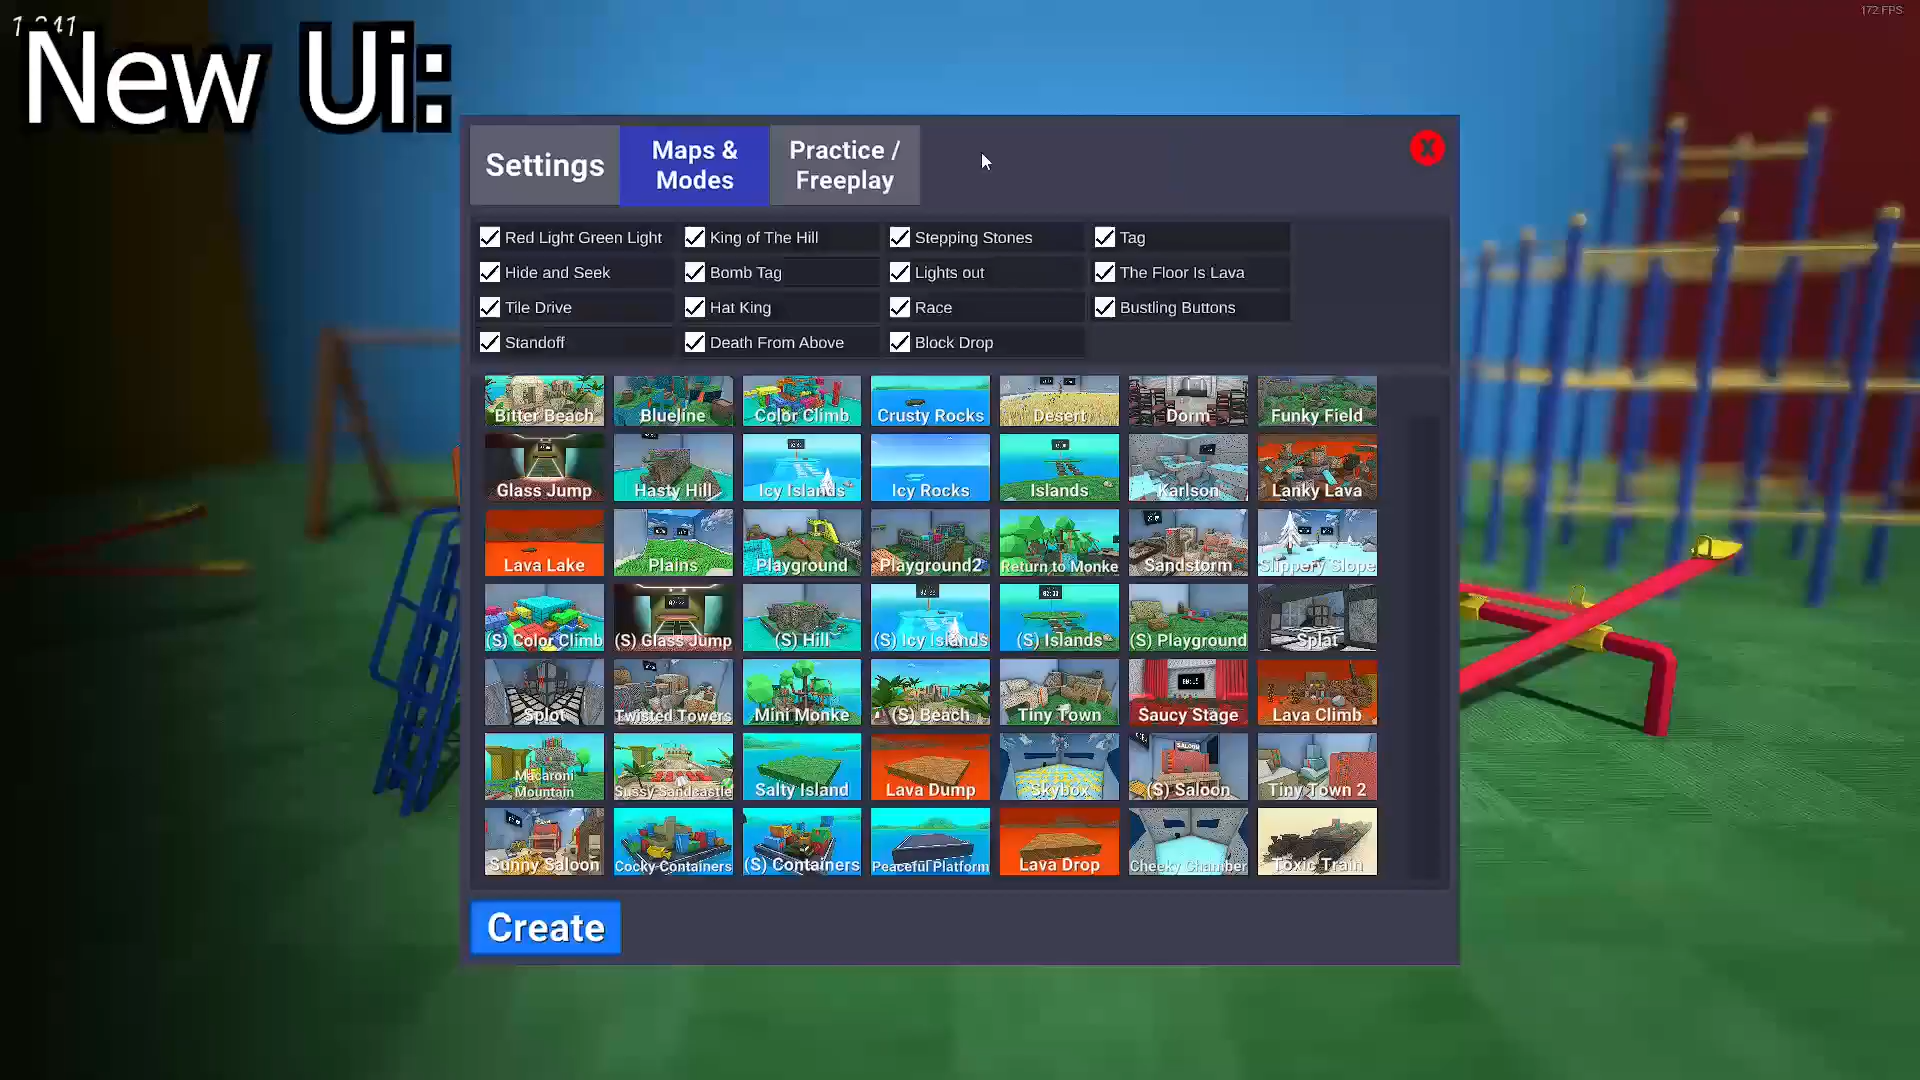 172 FPS
New Ui:
Settings
Maps &
Modes
Practice /
Freeplay
X
Red Light Green Light
King of The Hill
Stepping Stones
Tag
Hide and Seek
Bomb Tag
Lights out
The Floor Is Lava
Tile Drive
Hat King
Race
Bustling Buttons
Standoff
Death From Above
Block Drop
Bitter Beach
Blueline
Color Climb
Crusty Rocks
Desert
Dorm
Funky Field
Glass Jump
Hasty Hill
Icy Islands
Icy Rocks
Islands
Karlson
Lanky Lava
Lava Lake
Plains
Playground
Playground2
Return to Monke
Sandstorm
Slippery Slope
(S) Color Climb
(S) Glass Jump
(S) Hill
(S) Icy Islands
(S) Islands
(S) Playground
Splat
Splot
Twisted Towers
Mini Monke
(S) Beach
Tiny Town
Saucy Stage
Lava Climb
Macaroni
Mountain
Sussy Sandcastle
Salty Island
Lava Dump
Skybox
SALOON
(S) Saloon
Tiny Town 2
Sunny Saloon
Cocky Containers
(S) Containers
Peaceful Platform
Lava Drop
Cheeky Chamber
Toxic Train
Create